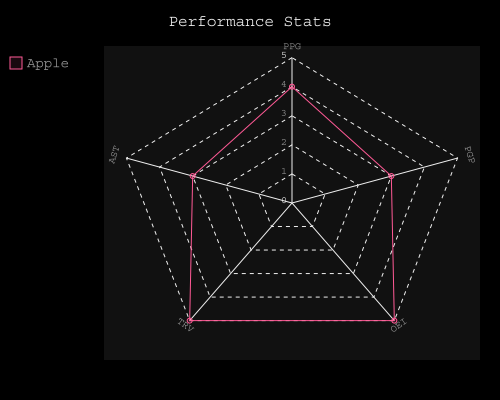 Performance Stats
Apple
PPG
5
4
3
2
1
0
AST
PGP
TRV
OEI